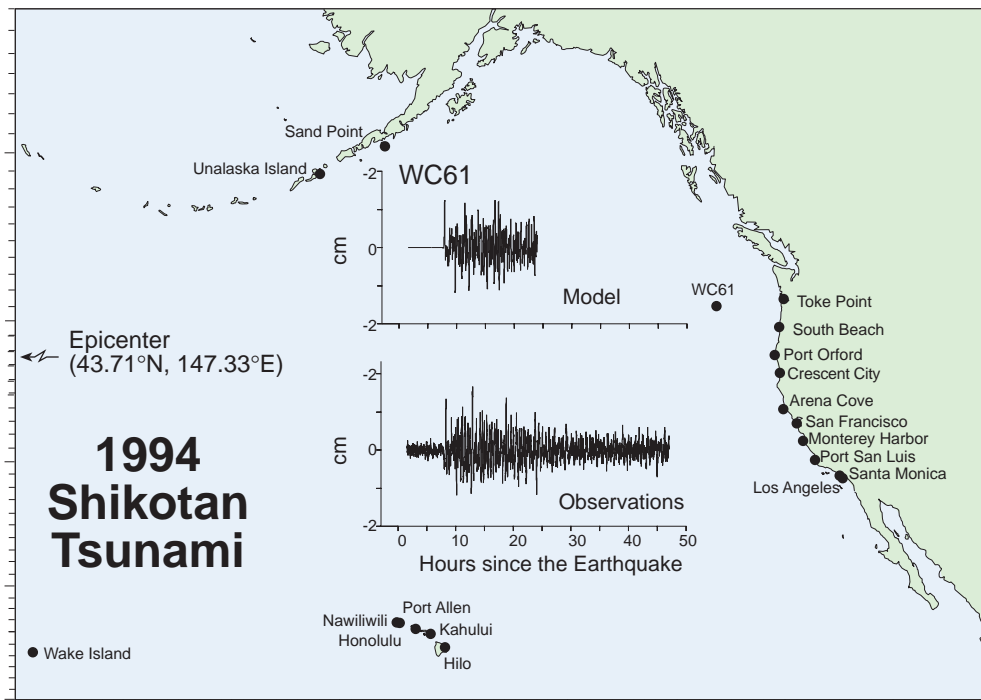 Sand Point
Unalaska Island
WC61
-2
cm
0
-2
Model
WC61
Toke Point
South Beach
Port Orford
Crescent City
Arena Cove
San Francisco
Monterey Harbor
Port San Luis
Santa Monica
Los Angeles
Epicenter
(43.71°N, 147.33°E)
1994
Shikotan
Tsunami
-2
cm
0
-2
Observations
0 10 20 30 40 50
Hours since the Earthquake
Port Allen
Nawiliwili
Honolulu
Kahului
Hilo
Wake Island